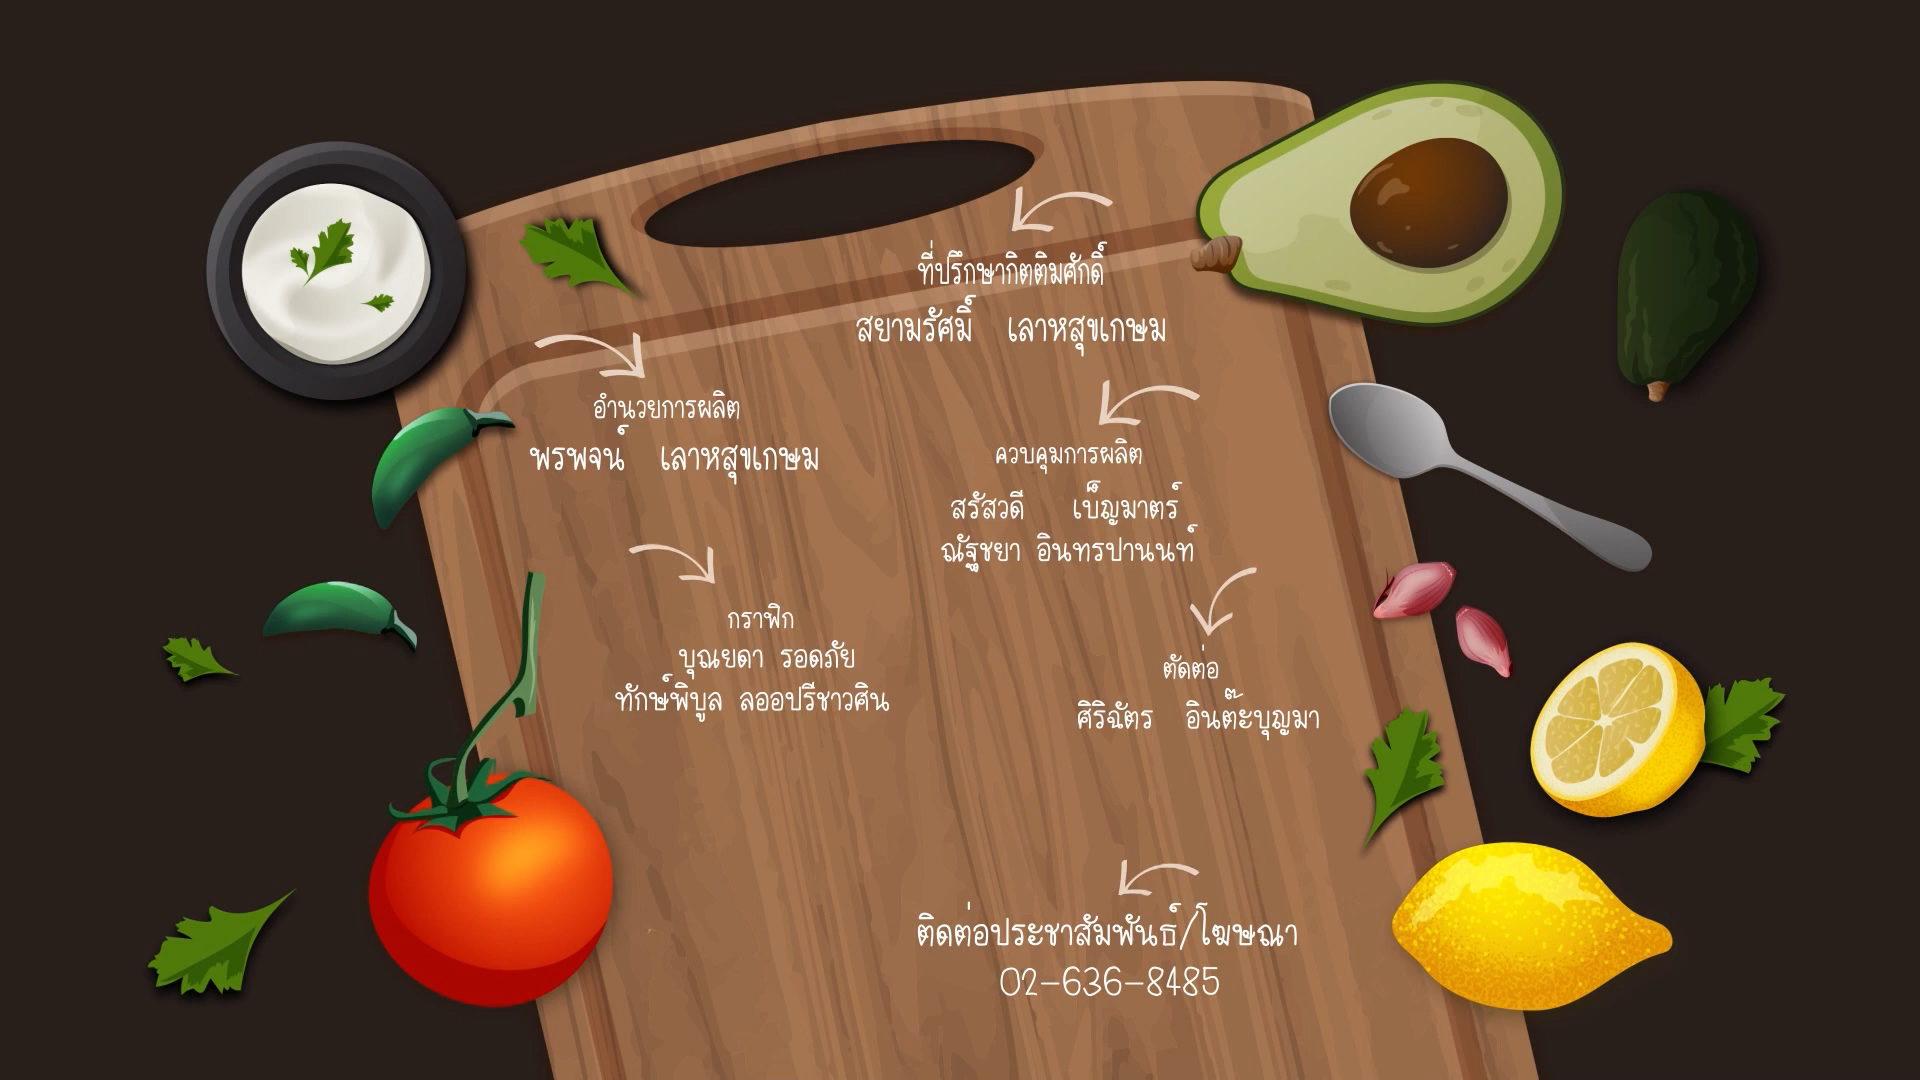 ที่ปรึกษากิตติมศักดิ์
สยามรัศมิ์ เลาหสุขเกษม
อำนวยการผลิต
พรพจน์ เลาหสุขเกษม
ควบคุมการผลิต
สรัสวดี เบ็ญมาตร์
ณัฐชยา อินทรปานนท์
กราฟิก
บุณยดา รอดภัย
ทักษ์พิบูล ลออปรีชาวศิน
ตัดต่อ
ศิริฉัตร อินต๊ะบุญมา
ติดต่อประชาสัมพันธ์/โฆษณา
02-636-8485